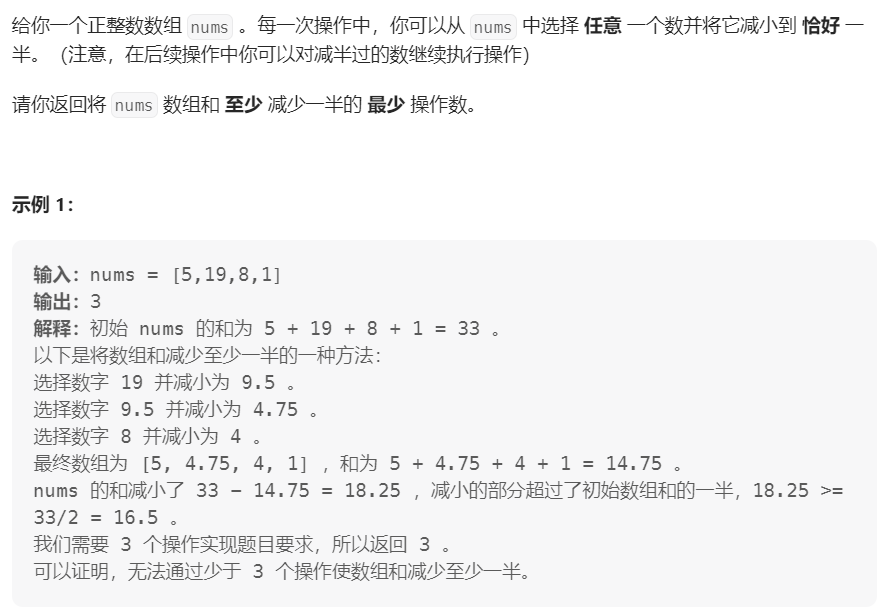 给你一个正整数数组 nums 。每一次操作中，你可以从 nums 中选择 任意 一个数并将它减小到 恰好 一
半。（注意，在后续操作中你可以对减半过的数继续执行操作）
请你返回将 nums 数组和 至少 减少一半的 最少 操作数。
示例 1：
输入：nums = [5,19,8,1]
输出：3
解释：初始 nums 的和为 5 + 19 + 8 + 1 = 33 。
以下是将数组和减少至少一半的一种方法：
选择数字 19 并减小为 9.5 。
选择数字 9.5 并减小为 4.75 。
选择数字 8 并减小为 4 。
最终数组为 [5, 4.75, 4, 1] ，和为 5 + 4.75 + 4 + 1 = 14.75 。
nums 的和减小了 33 - 14.75 = 18.25 ，减小的部分超过了初始数组和的一半，18.25 >=
33/2 = 16.5 。
我们需要 3 个操作实现题目要求，所以返回 3 。
可以证明，无法通过少于 3 个操作使数组和减少至少一半。